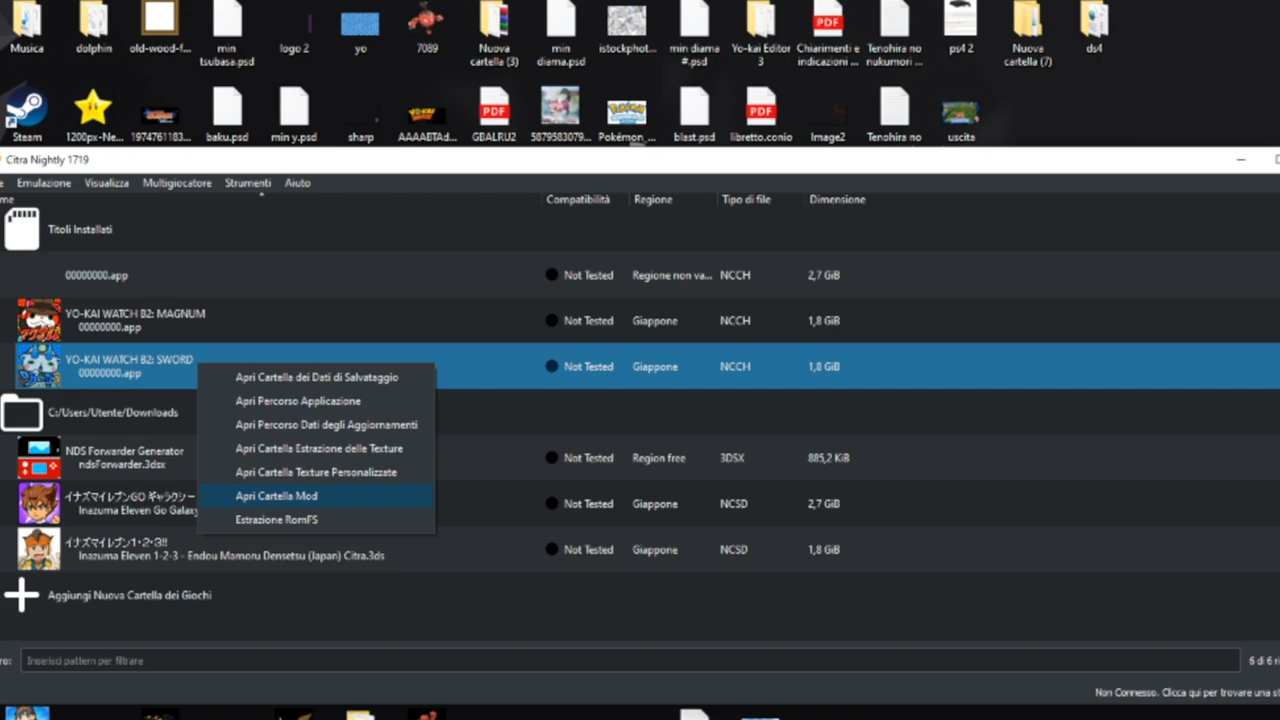 Musica
dolphin
old-wood-f...
min tsubasa.psd
logo 2
yo
7089
Nuova cartella (3)
min diama.psd
istockphot...
min diama #.psd
Yo-kai Editor 3
Chiarimenti e indicazioni ...
Tenohira no nukumori ...
ps4 2
Nuova cartella (7)
ds4
PDF
Steam
1200px-Ne...
1974761183...
baku.psd
min y.psd
sharp
AAAABTAd...
GBALRU2
5879583079...
Pokémon_...
blast.psd
libretto.conio
Image2
Tenohira no
uscita
PDF
PDF
Citra Nightly 1719
Emulazione Visualizza Multigiocatore Strumenti Aiuto
me Compatibilità Regione Tipo di file Dimensione
Titoli Installati
00000000.app Not Tested Regione non va... NCCH 2,7 GiB
YO-KAI WATCH B2: MAGNUM
00000000.app Not Tested Giappone NCCH 1,8 GiB
YO-KAI WATCH B2: SWORD
00000000.app Not Tested Giappone NCCH 1,8 GiB
Apri Cartella dei Dati di Salvataggio
Apri Percorso Applicazione
Apri Percorso Dati degli Aggiornamenti
Apri Cartella Estrazione delle Texture
Apri Cartella Texture Personalizzate
Apri Cartella Mod
Estrazione RomFS
C:/Users/Utente/Downloads
NDS Forwarder Generator
ndsForwarder.3dsx Not Tested Region free 3DSX 885,2 KiB
イナズマイレブンGO ギャラクシー
Inazuma Eleven Go Galaxy Not Tested Giappone NCSD 2,7 GiB
イナズマイレブン1・2・3!!
Inazuma Eleven 1-2-3 - Endou Mamoru Densetsu (Japan) Citra.3ds Not Tested Giappone NCSD 1,8 GiB
Aggiungi Nuova Cartella dei Giochi
ro: Inserisci pattern per filtrare 6 di 6 ri
Non Connesso. Clicca qui per trovare una st